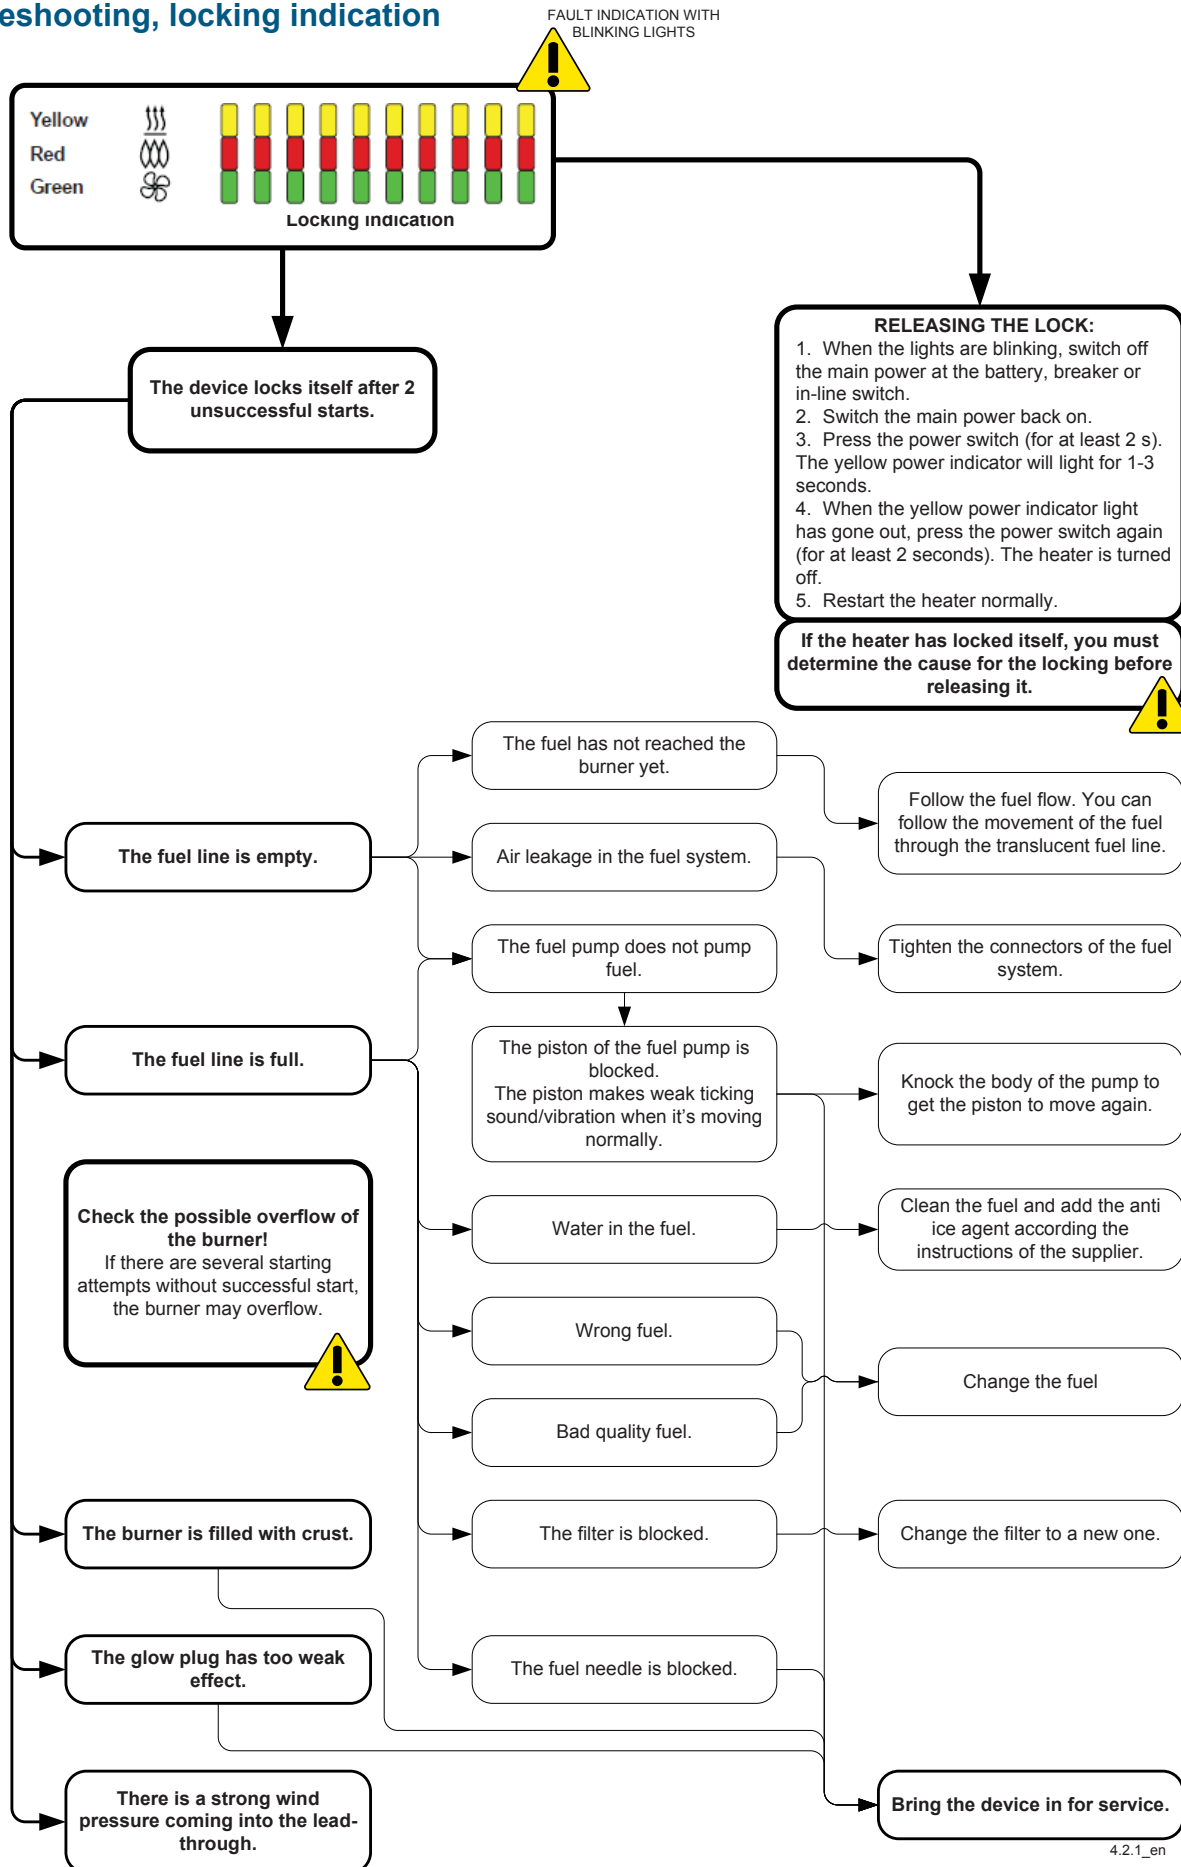 eshooting, locking indication
FAULT INDICATION WITH
BLINKING LIGHTS
Yellow
Red
Green
Locking indication
The device locks itself after 2
unsuccessful starts.
RELEASING THE LOCK:
1. When the lights are blinking, switch off
the main power at the battery, breaker or
in-line switch.
2. Switch the main power back on.
3. Press the power switch (for at least 2 s).
The yellow power indicator will light for 1-3
seconds.
4. When the yellow power indicator light
has gone out, press the power switch again
(for at least 2 seconds). The heater is turned
off.
5. Restart the heater normally.
If the heater has locked itself, you must
determine the cause for the locking before
releasing it.
The fuel has not reached the
burner yet.
Follow the fuel flow. You can
follow the movement of the fuel
through the translucent fuel line.
The fuel line is empty.
Air leakage in the fuel system.
The fuel pump does not pump
fuel.
Tighten the connectors of the fuel
system.
The fuel line is full.
The piston of the fuel pump is
blocked.
The piston makes weak ticking
sound/vibration when it's moving
normally.
Knock the body of the pump to
get the piston to move again.
Check the possible overflow of
the burner!
If there are several starting
attempts without successful start,
the burner may overflow.
Water in the fuel.
Clean the fuel and add the anti
ice agent according the
instructions of the supplier.
Wrong fuel.
Change the fuel
Bad quality fuel.
The burner is filled with crust.
The filter is blocked.
Change the filter to a new one.
The glow plug has too weak
effect.
The fuel needle is blocked.
There is a strong wind
pressure coming into the lead-
through.
Bring the device in for service.
4.2.1_en